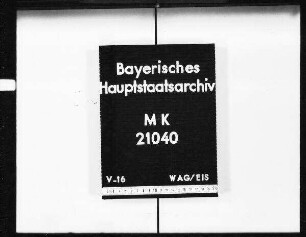 Bayerisches
Hauptstaatsarchiv
M K
21040
V-16 WAG/EIS